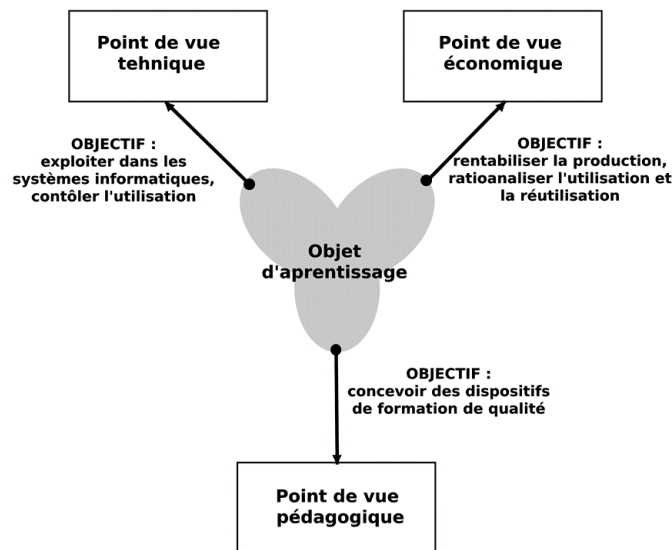 Point de vue
tehnique
Point de vue
économique
OBJECTIF :
exploiter dans les
systèmes informatiques,
contôler l'utilisation
OBJECTIF :
rentabiliser la production,
ratioanaliser l'utilisation et
la réutilisation
Objet
d'aprentissage
OBJECTIF :
concevoir des dispositifs
de formation de qualité
Point de vue
pédagogique